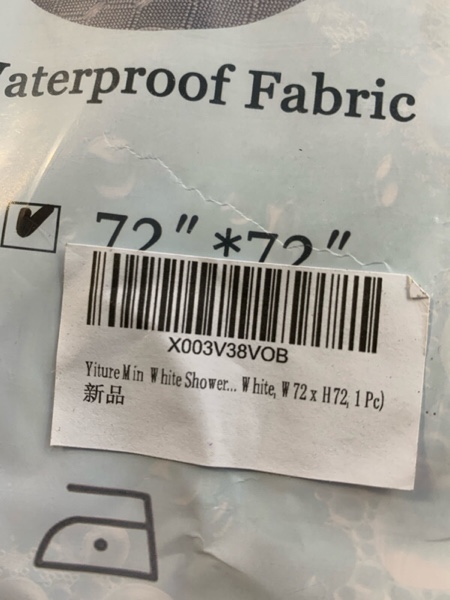 Waterproof Fabric
72" *72"
X003V38VOB
YitureMin White Shower... White, W72 x H72, 1 Pc)
新品